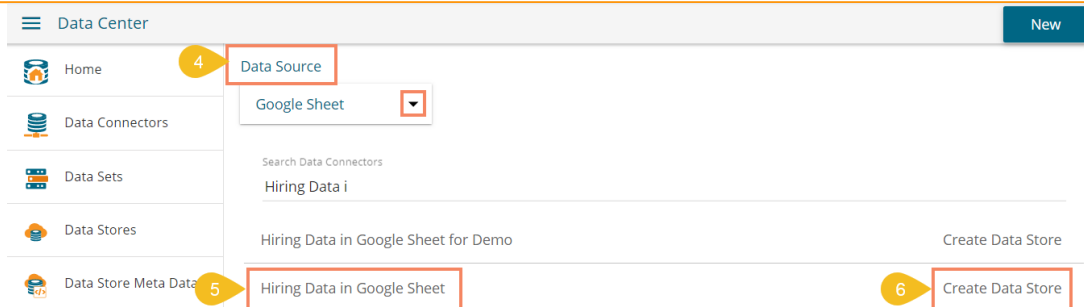 Data Center
New
Home
4
Data Source
Google Sheet
Data Connectors
Search Data Connectors
Hiring Data i
Data Sets
Data Stores
Hiring Data in Google Sheet for Demo
Create Data Store
Data Store Meta Data
5
Hiring Data in Google Sheet
6
Create Data Store